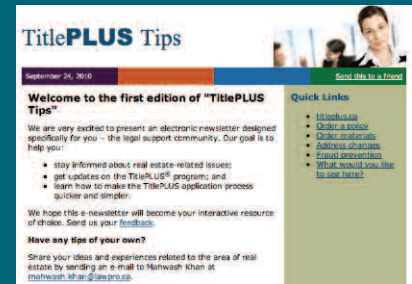 TitlePLUS Tips
September 24, 2010
Send this to a friend
Welcome to the first edition of "TitlePLUS
Tips"
We are very excited to present an electronic newsletter designed
specifically for you – the legal support community. Our goal is to
help you:
• stay informed about real estate-related issues;
• get updates on the TitlePLUS® program; and
• learn how to make the TitlePLUS application process
quicker and simpler.
We hope this e-newsletter will become your interactive resource
of choice. Send us your feedback.
Have any tips of your own?
Share your ideas and experiences related to the area of real
estate by sending an e-mail to Mahwash Khan at
mahwash.khan@lawpro.ca.
Quick Links
• titleplus.ca
• Order a policy
• Order materials
• Address changes
• Fraud prevention
• What would you like
to see here?